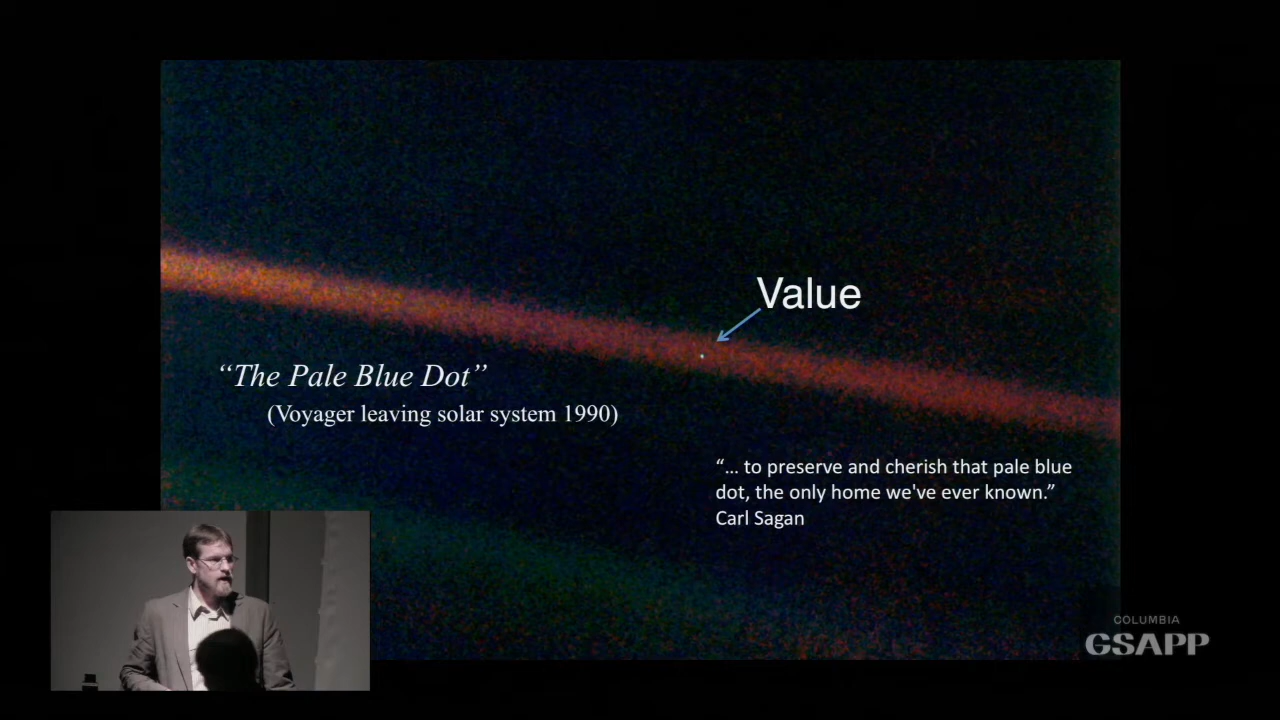 Value
“The Pale Blue Dot”
(Voyager leaving solar system 1990)
“... to preserve and cherish that pale blue
dot, the only home we've ever known.”
Carl Sagan
COLUMBIA
GSAPP